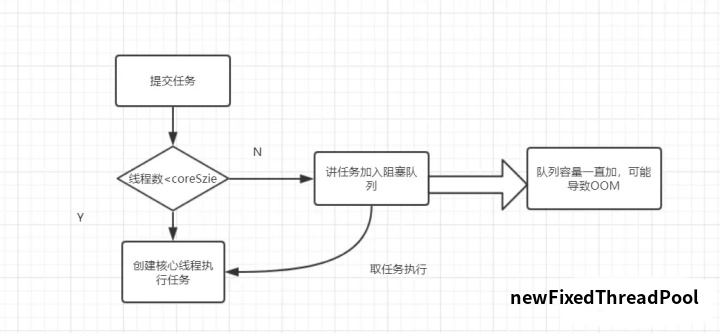 提交任务
线程数<coreSzie
N
Y
讲任务加入阻塞队
列
队列容量一直加，可能
导致OOM
创建核心线程执
行任务
取任务执行
newFixedThreadPool